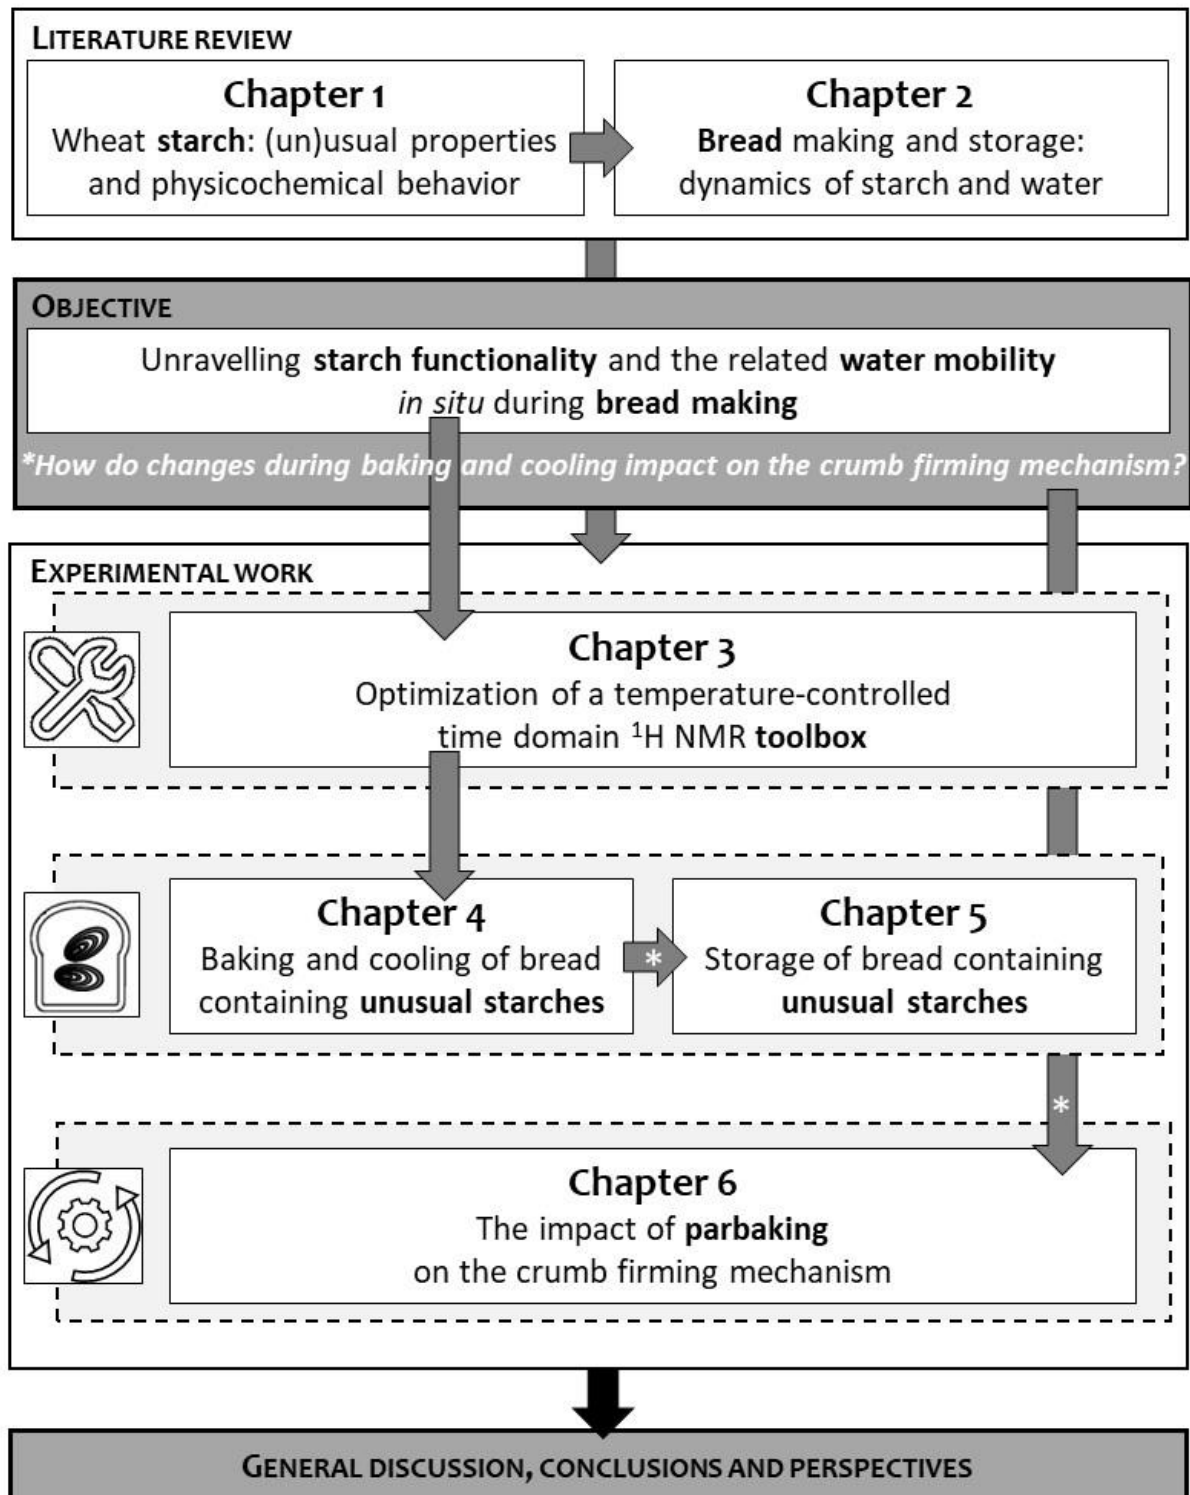 LITERATURE REVIEW
Chapter 1
Wheat starch: (un)usual properties
and physicochemical behavior
Chapter 2
Bread making and storage:
dynamics of starch and water
OBJECTIVE
Unravelling starch functionality and the related water mobility
in situ during bread making
*How do changes during baking and cooling impact on the crumb firming mechanism?
EXPERIMENTAL WORK
Chapter 3
Optimization of a temperature-controlled
time domain ¹H NMR toolbox
Chapter 4
Baking and cooling of bread
containing unusual starches
*
Chapter 5
Storage of bread containing
unusual starches
*
Chapter 6
The impact of parbaking
on the crumb firming mechanism
GENERAL DISCUSSION, CONCLUSIONS AND PERSPECTIVES